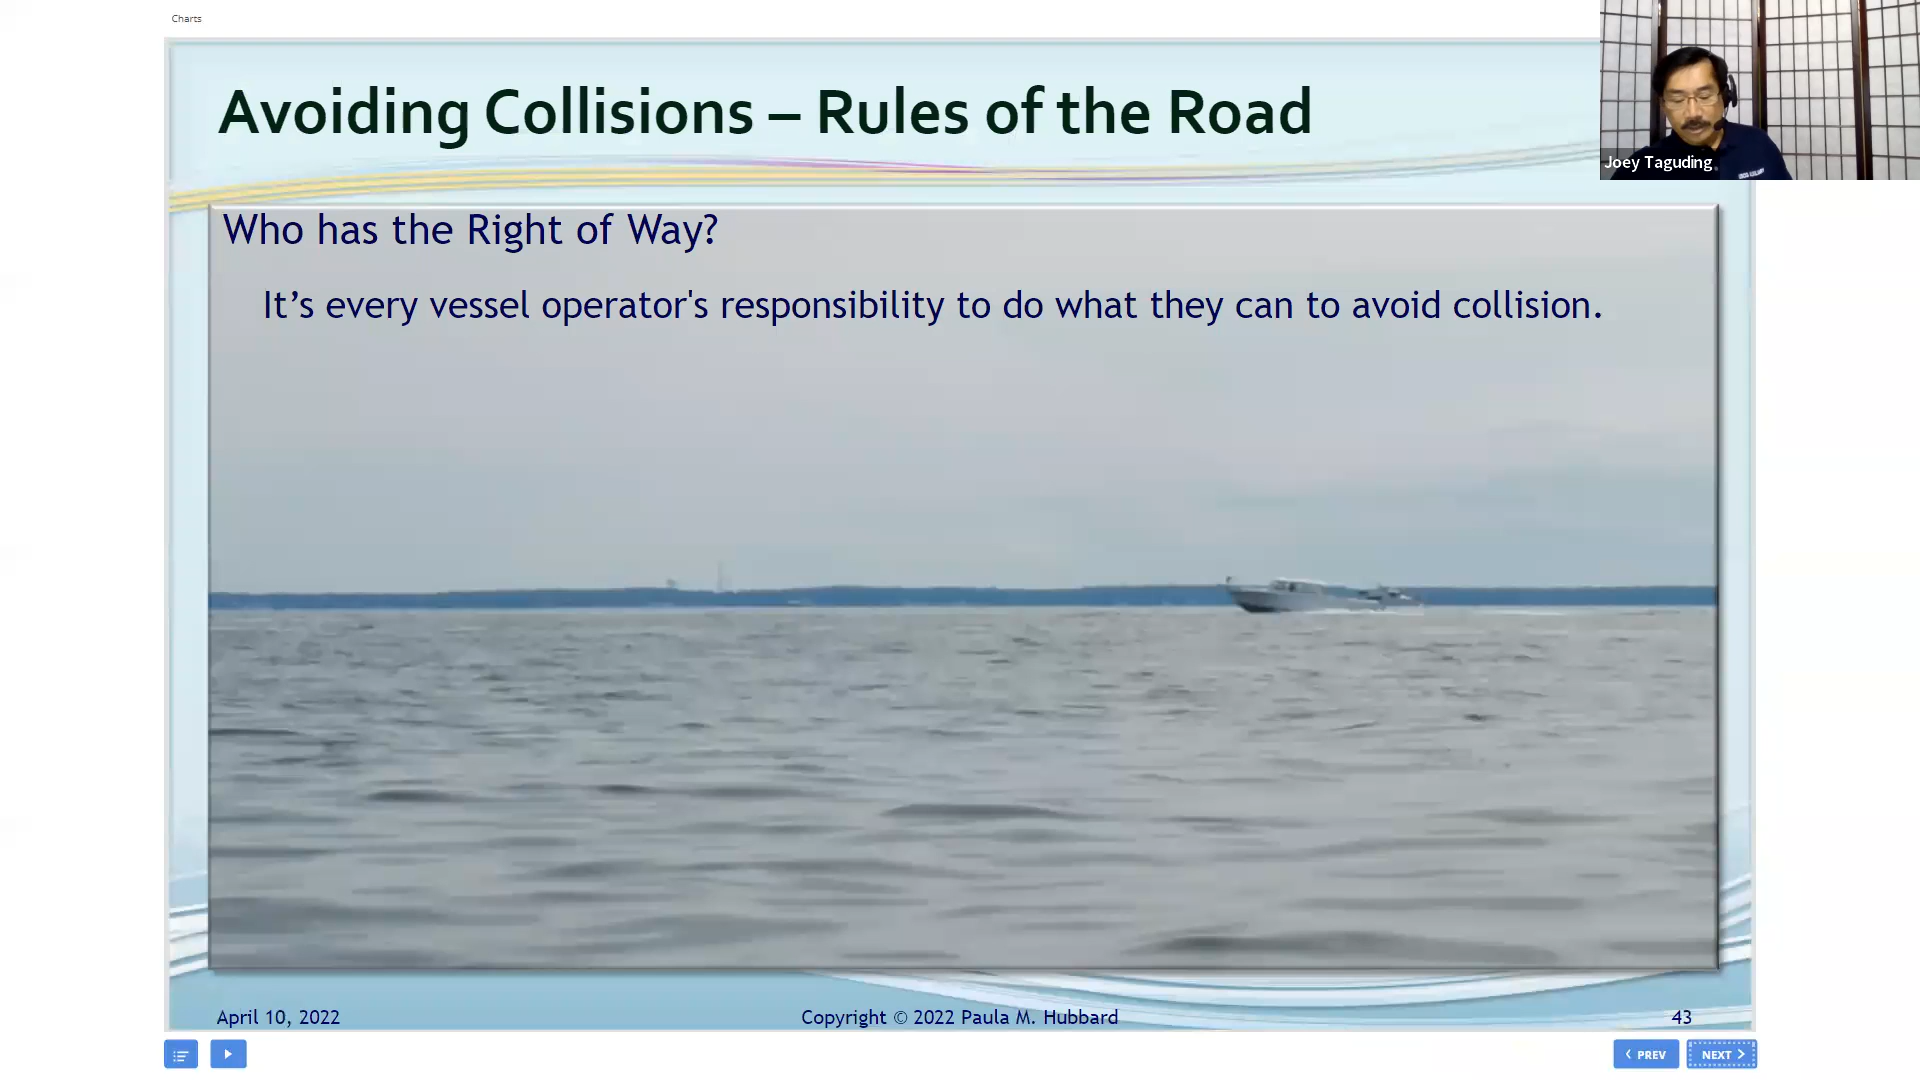 Charts
Avoiding Collisions – Rules of the Road
Joey Taguding
Who has the Right of Way?
It’s every vessel operator's responsibility to do what they can to avoid collision.
April 10, 2022
Copyright © 2022 Paula M. Hubbard
43
PREV
NEXT